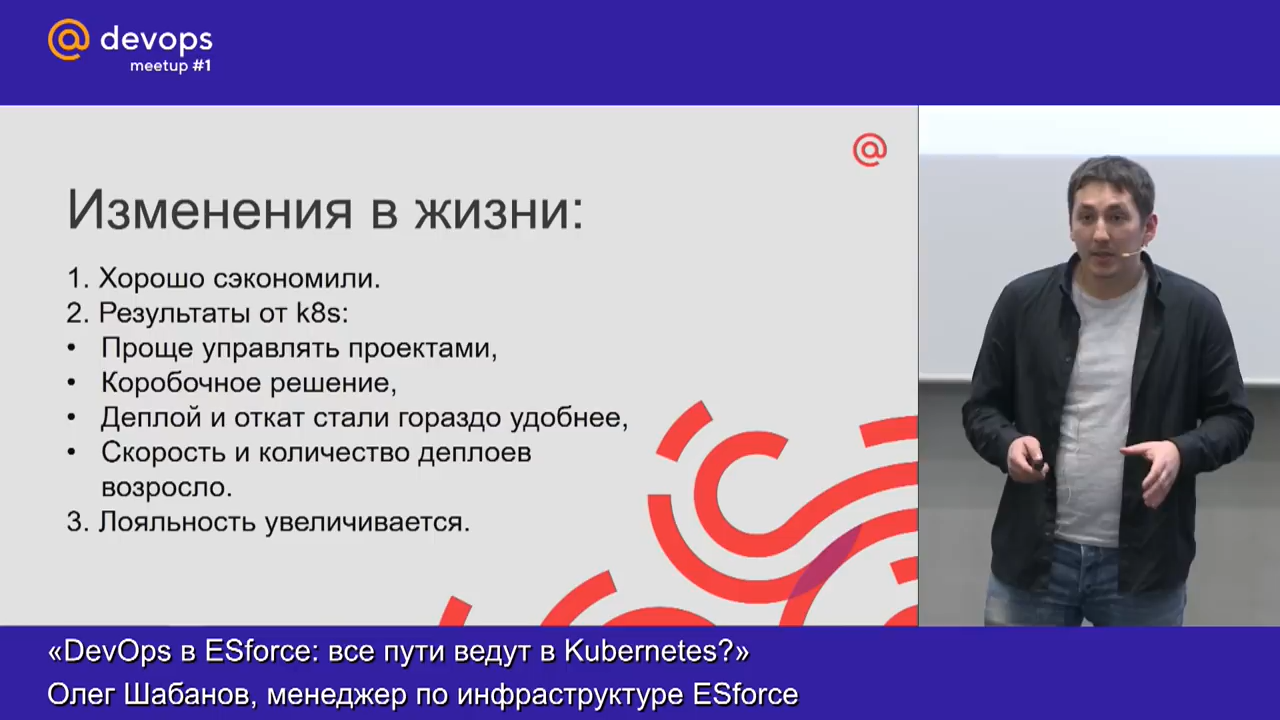 @ devops
meetup #1
@
Изменения в жизни:
1. Хорошо сэкономили.
2. Результаты от k8s:
• Проще управлять проектами,
• Коробочное решение,
• Деплой и откат стали гораздо удобнее,
• Скорость и количество деплоев
возросло.
3. Лояльность увеличивается.
«DevOps в ESforce: все пути ведут в Kubernetes?»
Олег Шабанов, менеджер по инфраструктуре ESforce